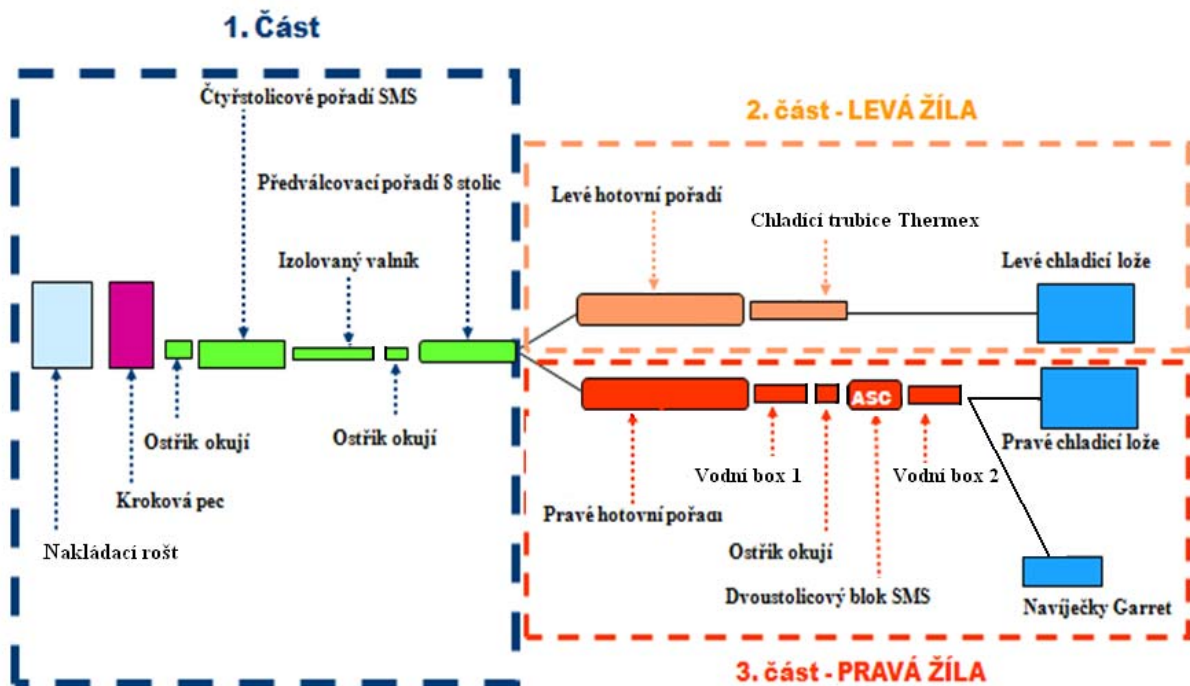 1. Část
Čtyřstolicové pořadí SMS
Předválcovací pořadí 8 stolic
Izolovaný valník
Ostřik okují
Ostřik okují
Kroková pec
Nakládací rošt
2. část - LEVÁ ŽÍLA
Levé hotovní pořadí
Chladící trubice Thermex
Levé chladicí lože
ASC
Pravé chladicí lože
Vodní box 1
Vodní box 2
Pravé hotovní pořadí
Ostřik okují
Dvoustolicový blok SMS
Navíječky Garret
3. část - PRAVÁ ŽÍLA